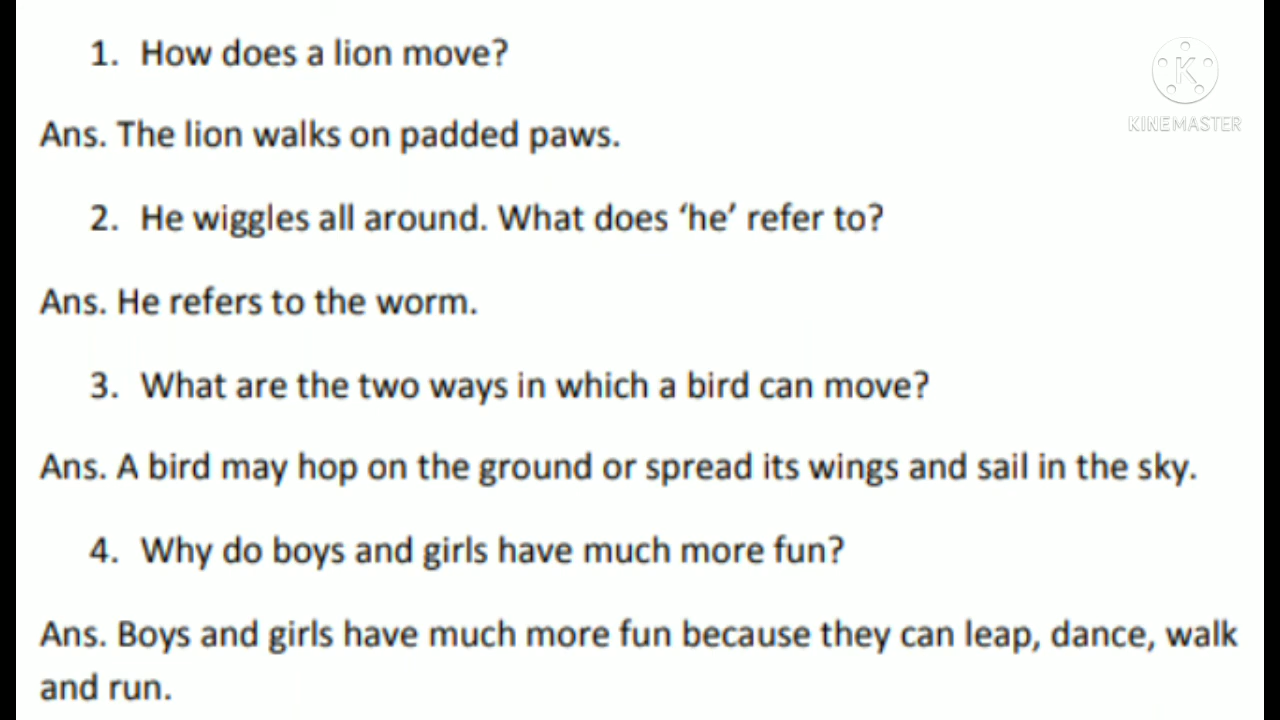 1. How does a lion move?
Ans. The lion walks on padded paws.
2. He wiggles all around. What does ‘he’ refer to?
Ans. He refers to the worm.
3. What are the two ways in which a bird can move?
Ans. A bird may hop on the ground or spread its wings and sail in the sky.
4. Why do boys and girls have much more fun?
Ans. Boys and girls have much more fun because they can leap, dance, walk
and run.
K
KINEMASTER